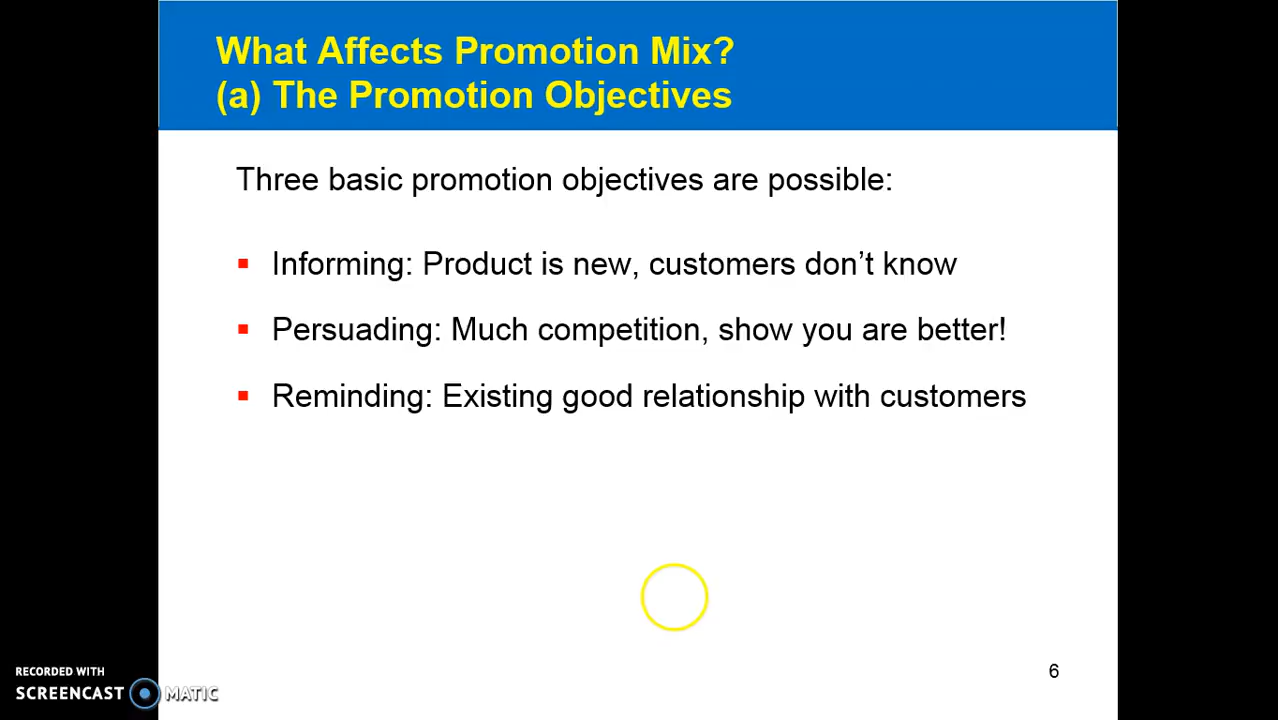 What Affects Promotion Mix?
(a) The Promotion Objectives
Three basic promotion objectives are possible:
▪ Informing: Product is new, customers don’t know
▪ Persuading: Much competition, show you are better!
▪ Reminding: Existing good relationship with customers
6
RECORDED WITH
SCREENCAST MATIC